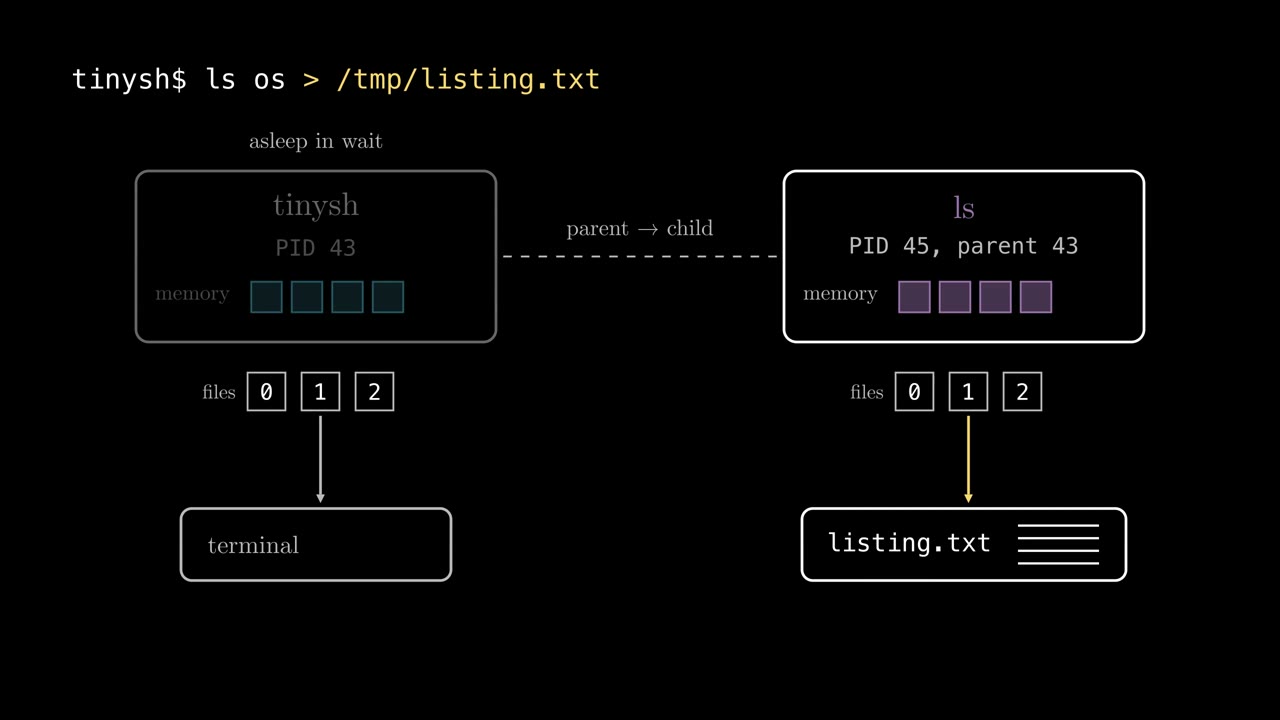 tinysh$ ls os > /tmp/listing.txt
asleep in wait
tinysh
PID 43
memory
files 0 1 2
terminal
parent → child
ls
PID 45, parent 43
memory
files 0 1 2
listing.txt